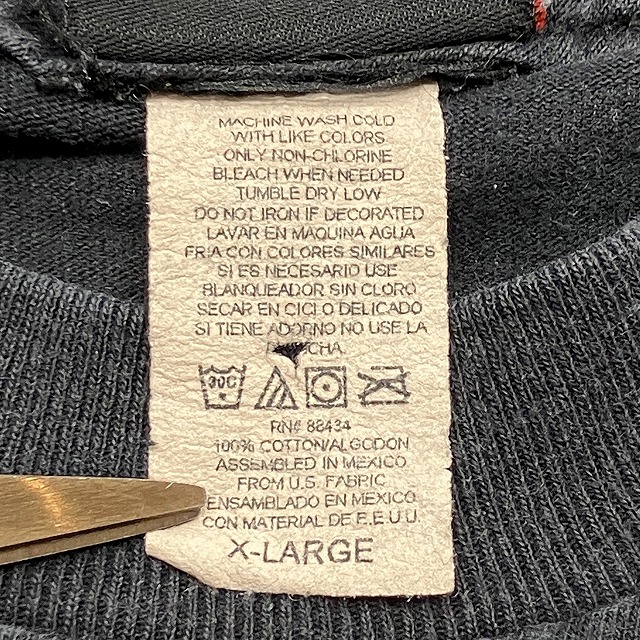 MACHINE WASH COLD
WITH LIKE COLORS
ONLY NON-CHLORINE
BLEACH WHEN NEEDED
TUMBLE DRY LOW
DO NOT IRON IF DECORATED
LAVAR EN MAQUINA AGUA
FRIA CON COLORES SIMILARES
SI ES NECESARIO USE
BLANQUEADOR SIN CLORO
SECAR EN CICLO DELICADO
SI TIENE ADORNO NO USE LA
30C
RN# 88434
100% COTTON/ALGODON
ASSEMBLED IN MEXICO
FROM U.S. FABRIC
ENSAMBLADO EN MEXICO
CON MATERIAL DE E.E.U.U.
X-LARGE